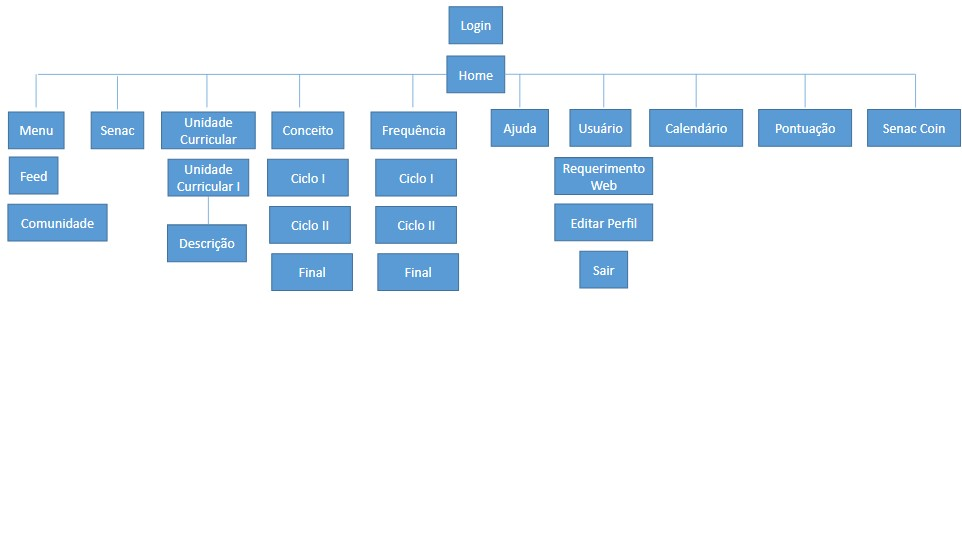 Login
Home
Menu
Senac
Unidade
Curricular
Conceito
Frequência
Ajuda
Usuário
Calendário
Pontuação
Senac Coin
Feed
Unidade
Curricular I
Ciclo I
Ciclo I
Requerimento
Web
Comunidade
Descrição
Ciclo II
Ciclo II
Editar Perfil
Final
Final
Sair